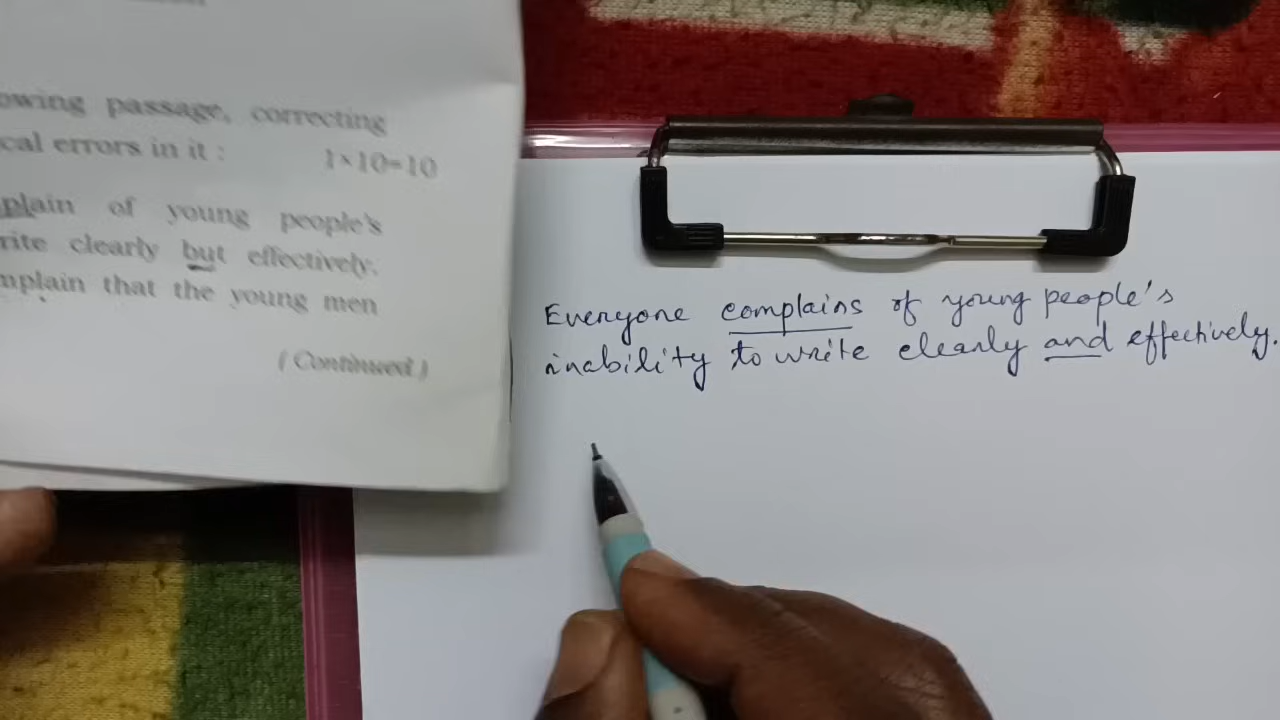 owing passage, correcting
cal errors in it : 1×10=10
plain of young people's
rite clearly but effectively.
mplain that the young men
( Continued )
Everyone complains of young people's
inability to write clearly and effectively.